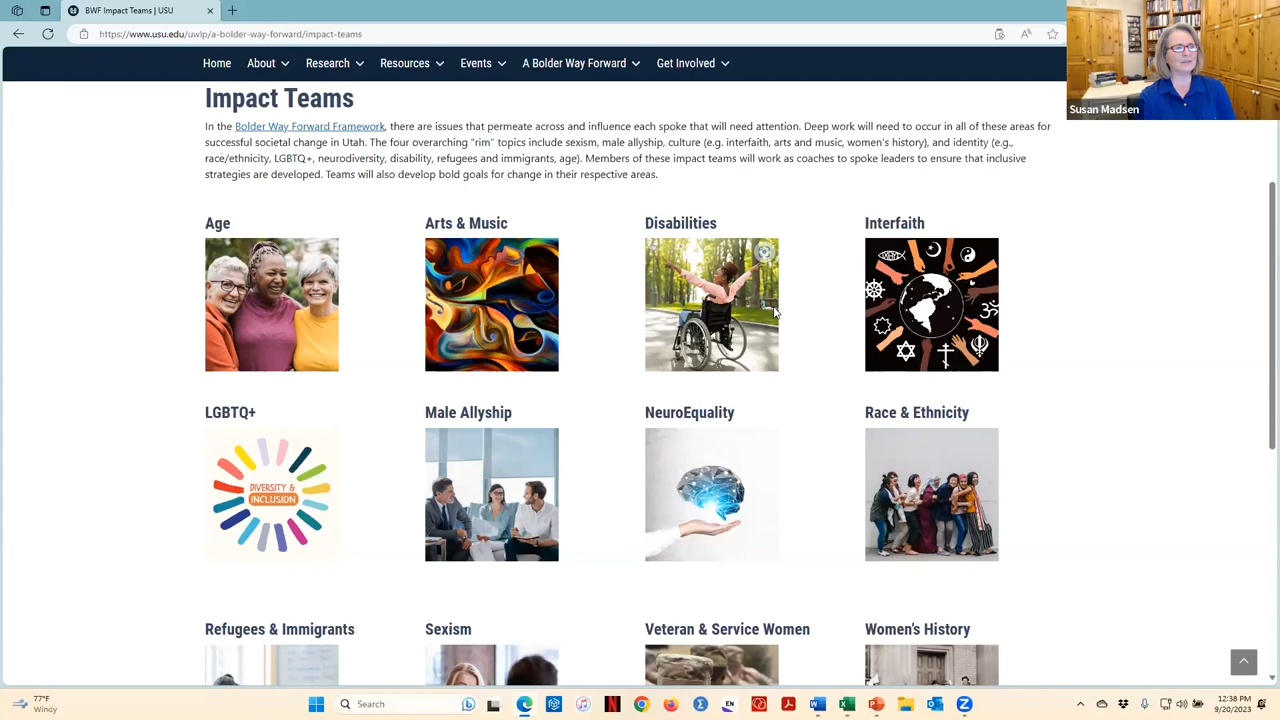 BWF Impact Teams | USU
https://www.usu.edu/uwlp/a-bolder-way-forward/impact-teams
Susan Madsen
Home About Research Resources Events A Bolder Way Forward Get Involved
Impact Teams
In the Bolder Way Forward Framework, there are issues that permeate across and influence each spoke that will need attention. Deep work will need to occur in all of these areas for
successful societal change in Utah. The four overarching "rim" topics include sexism, male allyship, culture (e.g. interfaith, arts and music, women's history), and identity (e.g.,
race/ethnicity, LGBTQ+, neurodiversity, disability, refugees and immigrants, age). Members of these impact teams will work as coaches to spoke leaders to ensure that inclusive
strategies are developed. Teams will also develop bold goals for change in their respective areas.
Age Arts & Music Disabilities Interfaith
LGBTQ+ Male Allyship NeuroEquality Race & Ethnicity
DIVERSITY &
INCLUSION
Refugees & Immigrants Sexism Veteran & Service Women Women's History
77°F
Windy
Search
EN
12:38 PM
9/20/2023